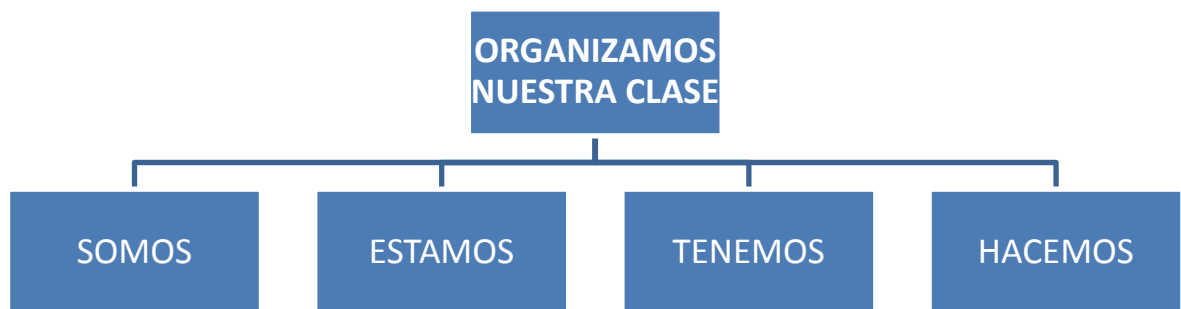 ORGANIZAMOS
NUESTRA CLASE
SOMOS
ESTAMOS
TENEMOS
HACEMOS